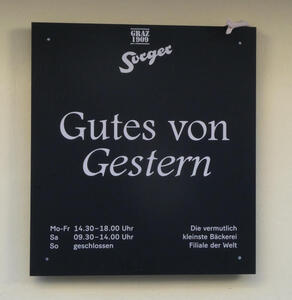 GRAZ
1909
Sorger
Gutes von
Gestern
Mo-Fr 14.30–18.00 Uhr
Sa 09.30–14.00 Uhr
So geschlossen
Die vermutlich
kleinste Bäckerei
Filiale der Welt